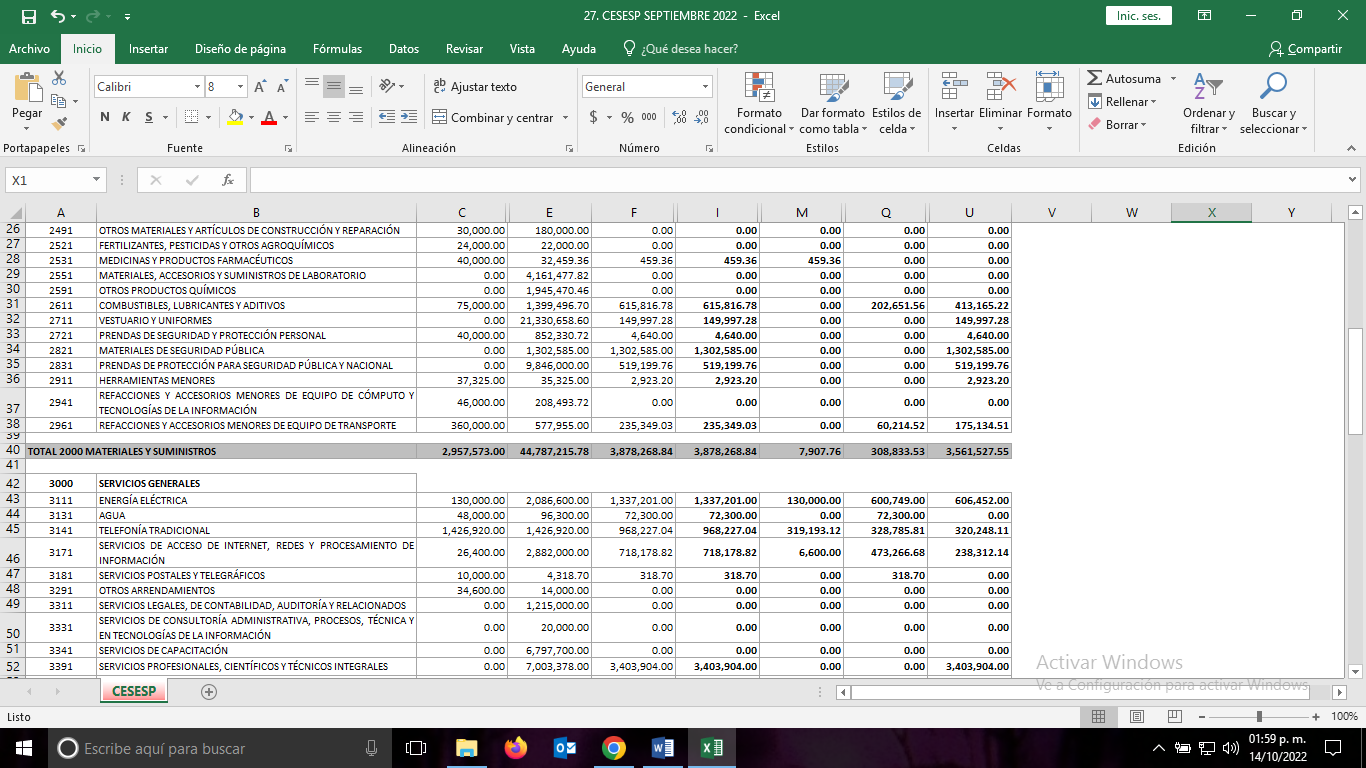 27. CESESP SEPTIEMBRE 2022 - Excel
Inic. ses.
Archivo Inicio Insertar Diseño de página Fórmulas Datos Revisar Vista Ayuda ¿Qué desea hacer? Compartir
Pegar
Calibri 8
N K S
Ajustar texto
Combinar y centrar
General
$ % 000
Formato condicional
Dar formato como tabla
Estilos de celda
Insertar Eliminar Formato
Autosuma
Rellenar
Borrar
Ordenar y filtrar
Buscar y seleccionar
Portapapeles Fuente Alineación Número Estilos Celdas Edición
X1 fx
A B C E F I M Q U V W X Y
26 2491 OTROS MATERIALES Y ARTÍCULOS DE CONSTRUCCIÓN Y REPARACIÓN 30,000.00 180,000.00 0.00 0.00 0.00 0.00 0.00
27 2521 FERTILIZANTES, PESTICIDAS Y OTROS AGROQUÍMICOS 24,000.00 22,000.00 0.00 0.00 0.00 0.00 0.00
28 2531 MEDICINAS Y PRODUCTOS FARMACÉUTICOS 40,000.00 32,459.36 459.36 459.36 459.36 0.00 0.00
29 2551 MATERIALES, ACCESORIOS Y SUMINISTROS DE LABORATORIO 0.00 4,161,477.82 0.00 0.00 0.00 0.00 0.00
30 2591 OTROS PRODUCTOS QUÍMICOS 0.00 1,945,470.46 0.00 0.00 0.00 0.00 0.00
31 2611 COMBUSTIBLES, LUBRICANTES Y ADITIVOS 75,000.00 1,399,496.70 615,816.78 615,816.78 0.00 202,651.56 413,165.22
32 2711 VESTUARIO Y UNIFORMES 0.00 21,330,658.60 149,997.28 149,997.28 0.00 0.00 149,997.28
33 2721 PRENDAS DE SEGURIDAD Y PROTECCIÓN PERSONAL 40,000.00 852,330.72 4,640.00 4,640.00 0.00 0.00 4,640.00
34 2821 MATERIALES DE SEGURIDAD PÚBLICA 0.00 1,302,585.00 1,302,585.00 1,302,585.00 0.00 0.00 1,302,585.00
35 2831 PRENDAS DE PROTECCIÓN PARA SEGURIDAD PÚBLICA Y NACIONAL 0.00 9,846,000.00 519,199.76 519,199.76 0.00 0.00 519,199.76
36 2911 HERRAMIENTAS MENORES 37,325.00 35,325.00 2,923.20 2,923.20 0.00 0.00 2,923.20
37 2941 REFACCIONES Y ACCESORIOS MENORES DE EQUIPO DE CÓMPUTO Y TECNOLOGÍAS DE LA INFORMACIÓN 46,000.00 208,493.72 0.00 0.00 0.00 0.00 0.00
38 2961 REFACCIONES Y ACCESORIOS MENORES DE EQUIPO DE TRANSPORTE 360,000.00 577,955.00 235,349.03 235,349.03 0.00 60,214.52 175,134.51
39
40 TOTAL 2000 MATERIALES Y SUMINISTROS 2,957,573.00 44,787,215.78 3,878,268.84 3,878,268.84 7,907.76 308,833.53 3,561,527.55
41
42 3000 SERVICIOS GENERALES
43 3111 ENERGÍA ELÉCTRICA 130,000.00 2,086,600.00 1,337,201.00 1,337,201.00 130,000.00 600,749.00 606,452.00
44 3131 AGUA 48,000.00 96,300.00 72,300.00 72,300.00 0.00 72,300.00 0.00
45 3141 TELEFONÍA TRADICIONAL 1,426,920.00 1,426,920.00 968,227.04 968,227.04 319,193.12 328,785.81 320,248.11
46 3171 SERVICIOS DE ACCESO DE INTERNET, REDES Y PROCESAMIENTO DE INFORMACIÓN 26,400.00 2,882,000.00 718,178.82 718,178.82 6,600.00 473,266.68 238,312.14
47 3181 SERVICIOS POSTALES Y TELEGRÁFICOS 10,000.00 4,318.70 318.70 318.70 0.00 318.70 0.00
48 3291 OTROS ARRENDAMIENTOS 34,600.00 14,000.00 0.00 0.00 0.00 0.00 0.00
49 3311 SERVICIOS LEGALES, DE CONTABILIDAD, AUDITORÍA Y RELACIONADOS 0.00 1,215,000.00 0.00 0.00 0.00 0.00 0.00
50 3331 SERVICIOS DE CONSULTORÍA ADMINISTRATIVA, PROCESOS, TÉCNICA Y EN TECNOLOGÍAS DE LA INFORMACIÓN 0.00 20,000.00 0.00 0.00 0.00 0.00 0.00
51 3341 SERVICIOS DE CAPACITACIÓN 0.00 6,797,700.00 0.00 0.00 0.00 0.00 0.00
52 3391 SERVICIOS PROFESIONALES, CIENTÍFICOS Y TÉCNICOS INTEGRALES 0.00 7,003,378.00 3,403,904.00 3,403,904.00 0.00 0.00 3,403,904.00
Activar Windows
Ve a Configuración para activar Windows.
CESESP
Listo 100%
Escribe aquí para buscar
01:59 p. m.
14/10/2022